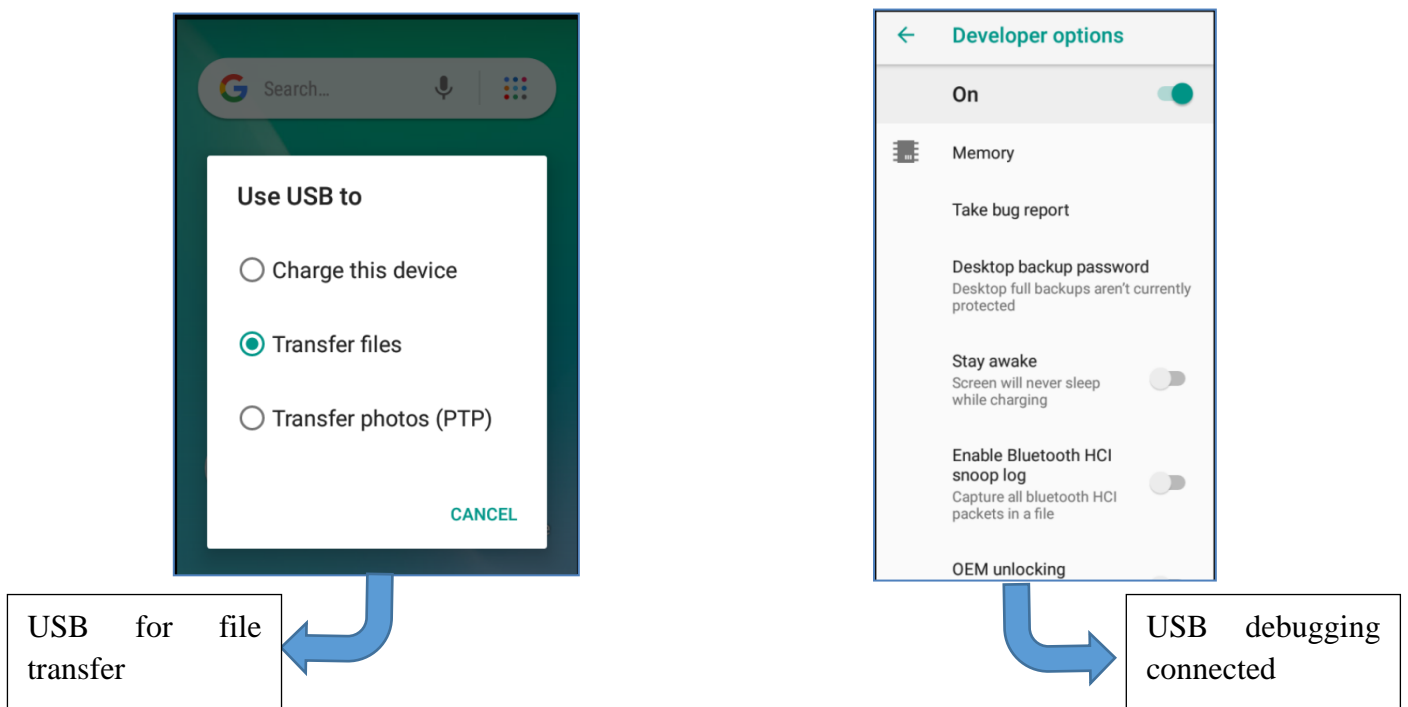 Search...
Use USB to
Charge this device
Transfer files
Transfer photos (PTP)
CANCEL
USB for file
transfer
Developer options
On
Memory
Take bug report
Desktop backup password
Desktop full backups aren't currently
protected
Stay awake
Screen will never sleep
while charging
Enable Bluetooth HCI
snoop log
Capture all bluetooth HCI
packets in a file
OEM unlocking
USB debugging
connected